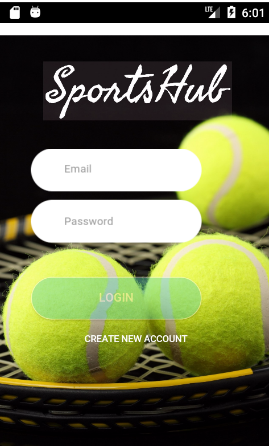 LTE 6:01
SportsHub
Email
Password
LOGIN
CREATE NEW ACCOUNT